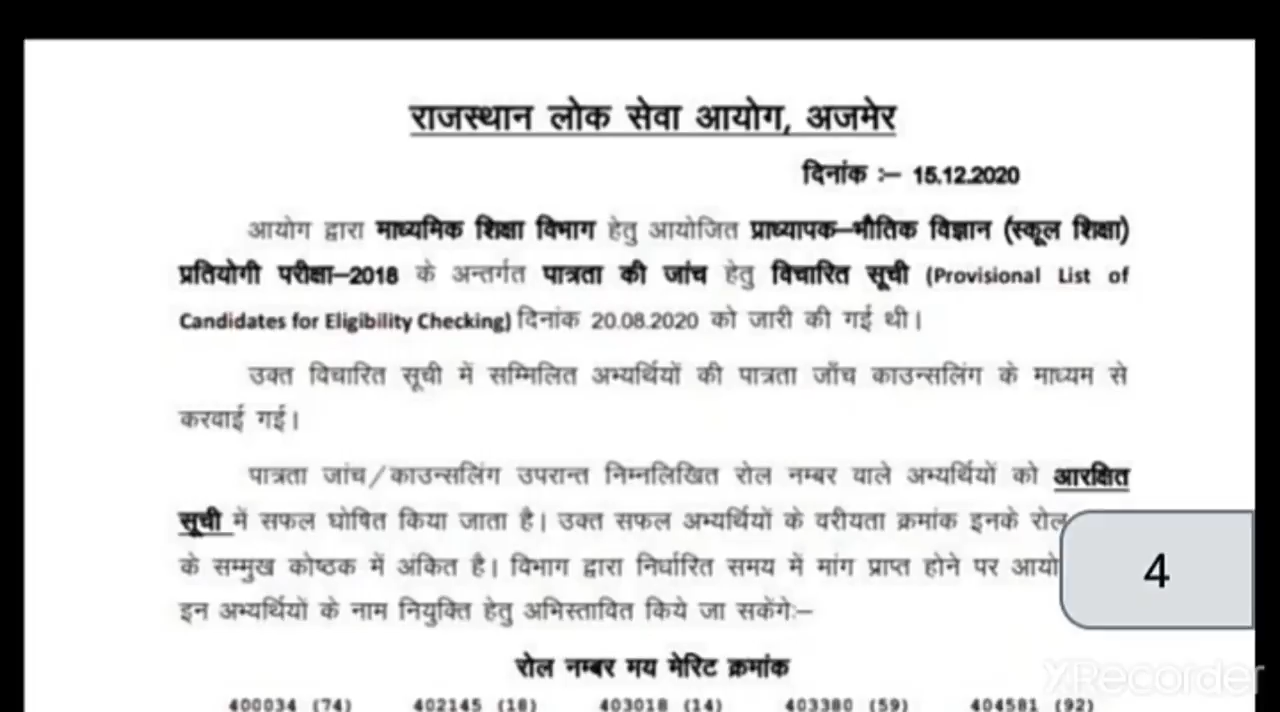 राजस्थान लोक सेवा आयोग, अजमेर
दिनांक :– 15.12.2020
आयोग द्वारा माध्यमिक शिक्षा विभाग हेतु आयोजित प्राध्यापक–भौतिक विज्ञान (स्कूल शिक्षा)
प्रतियोगी परीक्षा–2018 के अन्तर्गत पात्रता की जांच हेतु विचारित सूची (Provisional List of
Candidates for Eligibility Checking) दिनांक 20.08.2020 को जारी की गई थी।
उक्त विचारित सूची में सम्मिलित अभ्यर्थियों की पात्रता जाँच काउन्सलिंग के माध्यम से
करवाई गई।
पात्रता जांच/काउन्सलिंग उपरान्त निम्नलिखित रोल नम्बर वाले अभ्यर्थियों को आरक्षित
सूची में सफल घोषित किया जाता है। उक्त सफल अभ्यर्थियों के वरीयता क्रमांक इनके रोल
के सम्मुख कोष्ठक में अंकित है। विभाग द्वारा निर्धारित समय में मांग प्राप्त होने पर आयो
4
इन अभ्यर्थियों के नाम नियुक्ति हेतु अभिस्तावित किये जा सकेंगेः–
रोल नम्बर मय मेरिट क्रमांक
400034 (74) 402145 (18) 403018 (14) 403380 (59) 404581 (92)
XRecorder